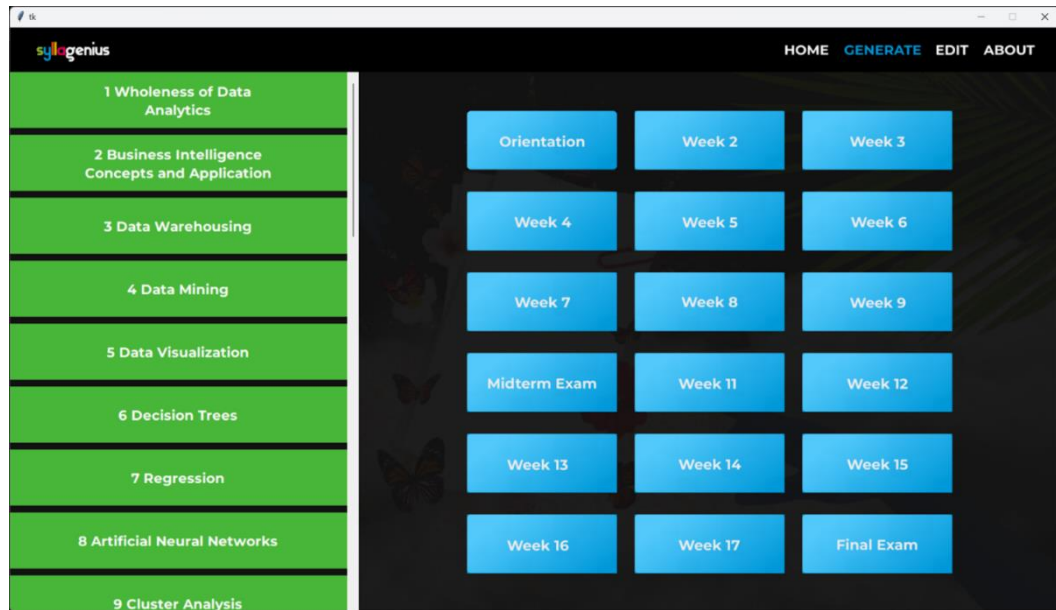 tk
syllagenius
HOME GENERATE EDIT ABOUT
1 Wholeness of Data
Analytics
2 Business Intelligence
Concepts and Application
3 Data Warehousing
4 Data Mining
5 Data Visualization
6 Decision Trees
7 Regression
8 Artificial Neural Networks
9 Cluster Analysis
Orientation
Week 2
Week 3
Week 4
Week 5
Week 6
Week 7
Week 8
Week 9
Midterm Exam
Week 11
Week 12
Week 13
Week 14
Week 15
Week 16
Week 17
Final Exam